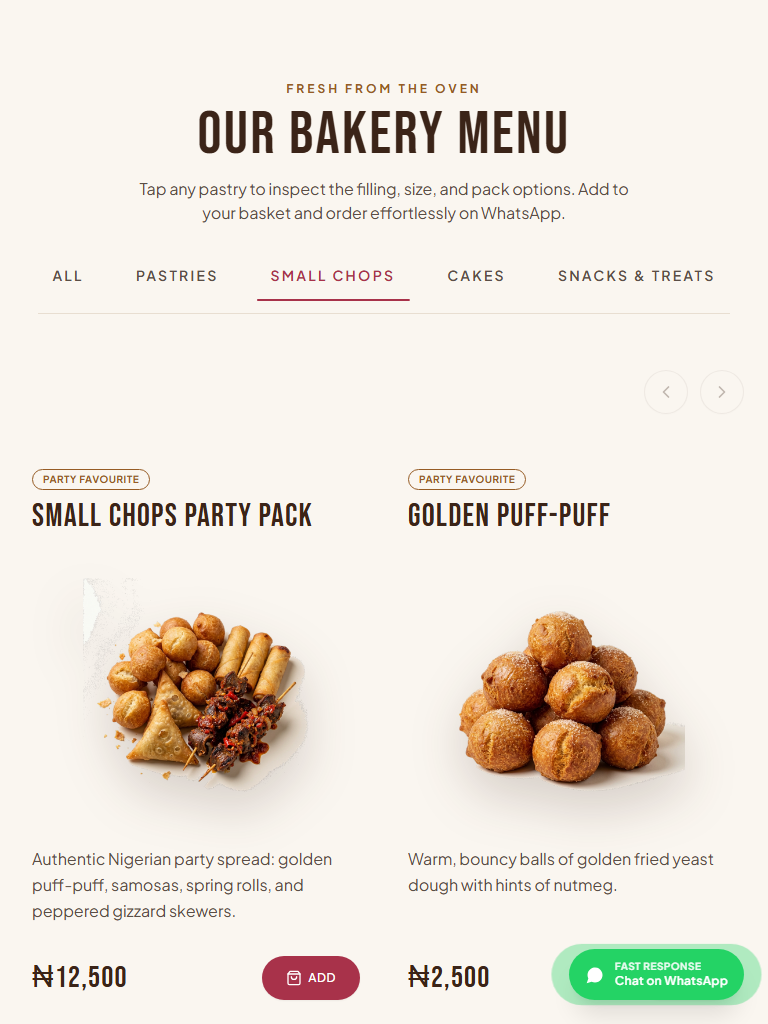 FRESH FROM THE OVEN
OUR BAKERY MENU
Tap any pastry to inspect the filling, size, and pack options. Add to
your basket and order effortlessly on WhatsApp.
ALL
PASTRIES
SMALL CHOPS
CAKES
SNACKS & TREATS
PARTY FAVOURITE
SMALL CHOPS PARTY PACK
Authentic Nigerian party spread: golden
puff-puff, samosas, spring rolls, and
peppered gizzard skewers.
₦12,500
ADD
PARTY FAVOURITE
GOLDEN PUFF-PUFF
Warm, bouncy balls of golden fried yeast
dough with hints of nutmeg.
₦2,500
FAST RESPONSE
Chat on WhatsApp